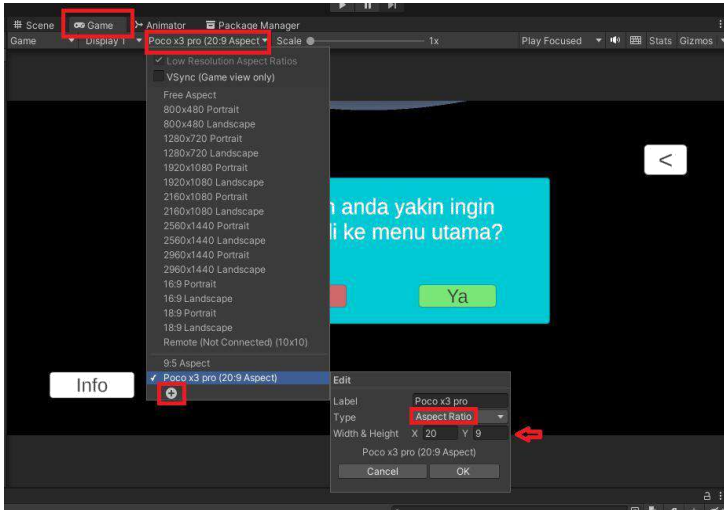 Scene Game Animator Package Manager
Game Display 1 Poco x3 pro (20:9 Aspect Scale 1x Play Focused Stats Gizmos
Low Resolution Aspect Ratios
VSync (Game view only)
Free Aspect
800x480 Portrait
800x480 Landscape
1280x720 Portrait
1280x720 Landscape
1920x1080 Portrait
1920x1080 Landscape
2160x1080 Portrait
2160x1080 Landscape
2560x1440 Portrait
2560x1440 Landscape
2960x1440 Portrait
2960x1440 Landscape
16:9 Portrait
16:9 Landscape
18:9 Portrait
18:9 Landscape
Remote (Not Connected) (10x10)
9:5 Aspect
Poco x3 pro (20:9 Aspect)
<
anda yakin ingin
ke menu utama?
Ya
Info
Edit
Label Poco x3 pro
Type Aspect Ratio
Width & Height X 20 Y 9
Poco x3 pro (20:9 Aspect)
Cancel OK